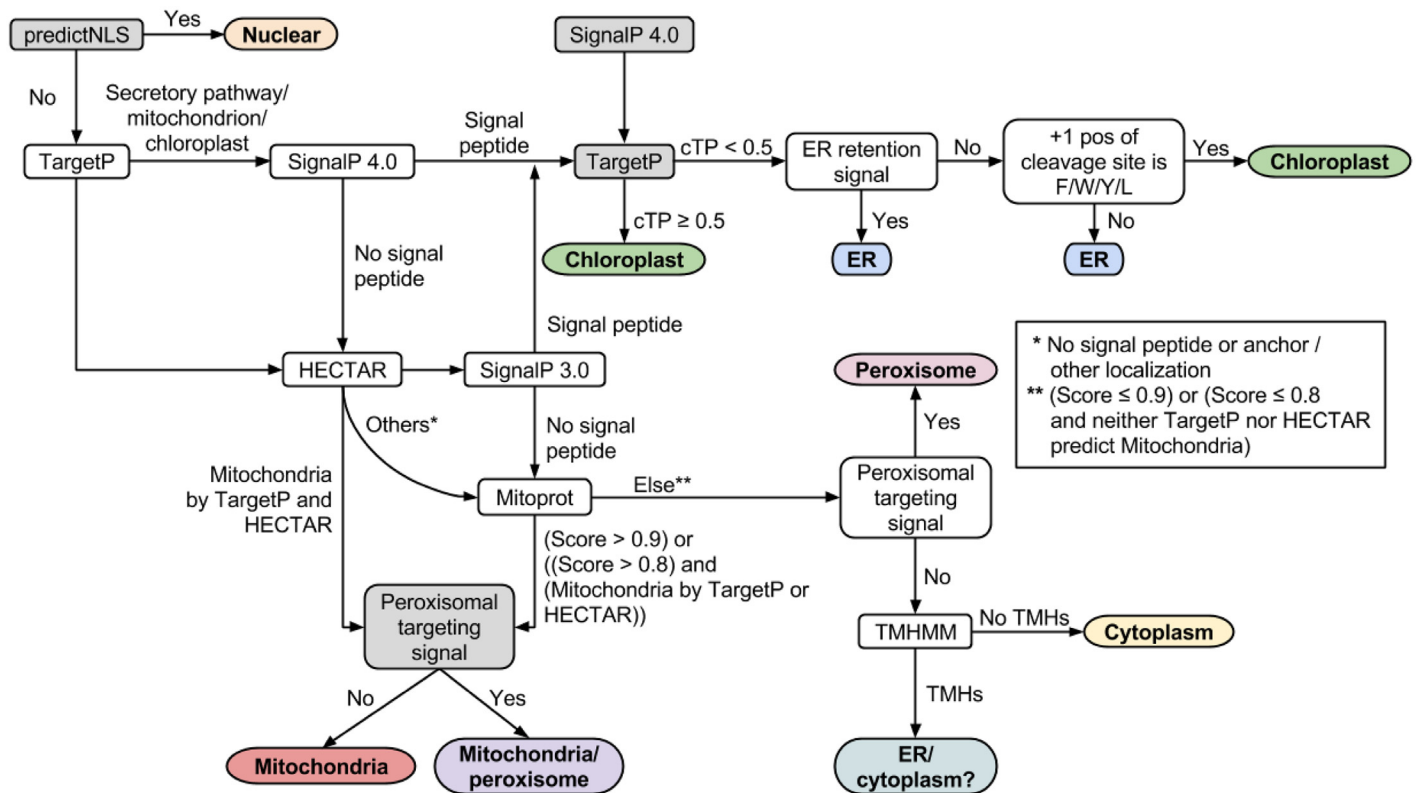 predictNLS
Yes
Nuclear
SignalP 4.0
No
Secretory pathway/
mitochondrion/
chloroplast
TargetP
SignalP 4.0
Signal
peptide
TargetP
cTP < 0.5
ER retention
signal
No
+1 pos of
cleavage site is
F/W/Y/L
Yes
Chloroplast
cTP ≥ 0.5
Yes
No
Chloroplast
ER
ER
No signal
peptide
Signal peptide
HECTAR
SignalP 3.0
Peroxisome
* No signal peptide or anchor /
other localization
** (Score ≤ 0.9) or (Score ≤ 0.8
and neither TargetP nor HECTAR
predict Mitochondria)
Others*
No signal
peptide
Yes
Mitochondria
by TargetP and
HECTAR
Mitoprot
Else**
Peroxisomal
targeting
signal
(Score > 0.9) or
((Score > 0.8) and
(Mitochondria by TargetP or
HECTAR))
No
Peroxisomal
targeting
signal
TMHMM
No TMHs
Cytoplasm
No
Yes
TMHs
Mitochondria
Mitochondria/
peroxisome
ER/
cytoplasm?